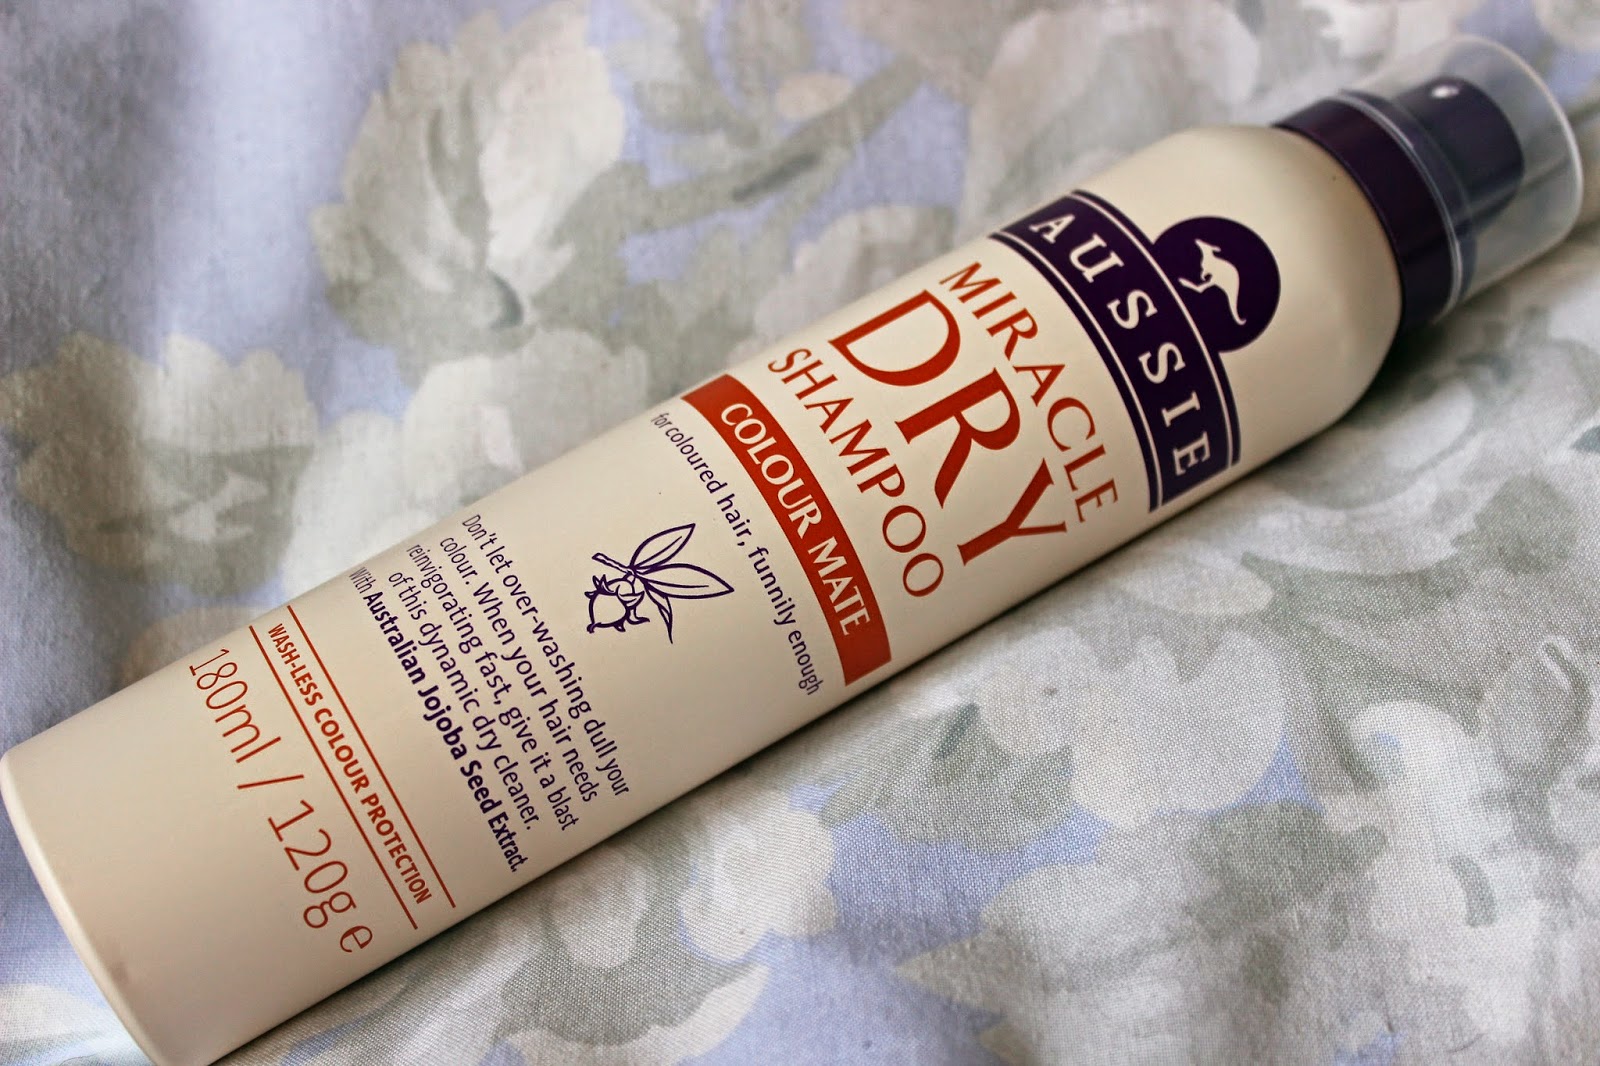 AUSSIE
MIRACLE
DRY
SHAMPOO
COLOUR MATE
for coloured hair, funnily enough
Don't let over-washing dull your
colour. When your hair needs
reinvigorating fast, give it a blast
of this dynamic dry cleaner.
With Australian Jojoba Seed Extract.
WASH-LESS COLOUR PROTECTION
180ml / 120g e